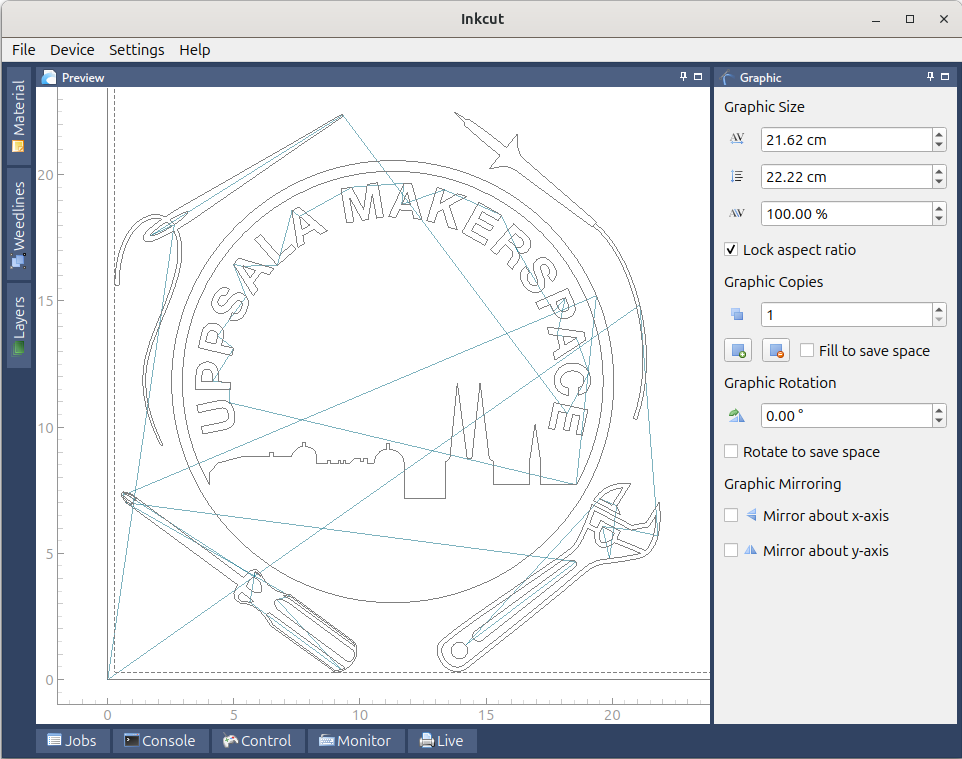 Inkcut
File Device Settings Help
Material
Weedlines
Layers
Preview
20
15
10
5
0
0 5 10 15 20
UPPSALA MAKERSPACE
Graphic
Graphic Size
21.62 cm
22.22 cm
100.00 %
Lock aspect ratio
Graphic Copies
1
Fill to save space
Graphic Rotation
0.00 °
Rotate to save space
Graphic Mirroring
Mirror about x-axis
Mirror about y-axis
Jobs Console Control Monitor Live